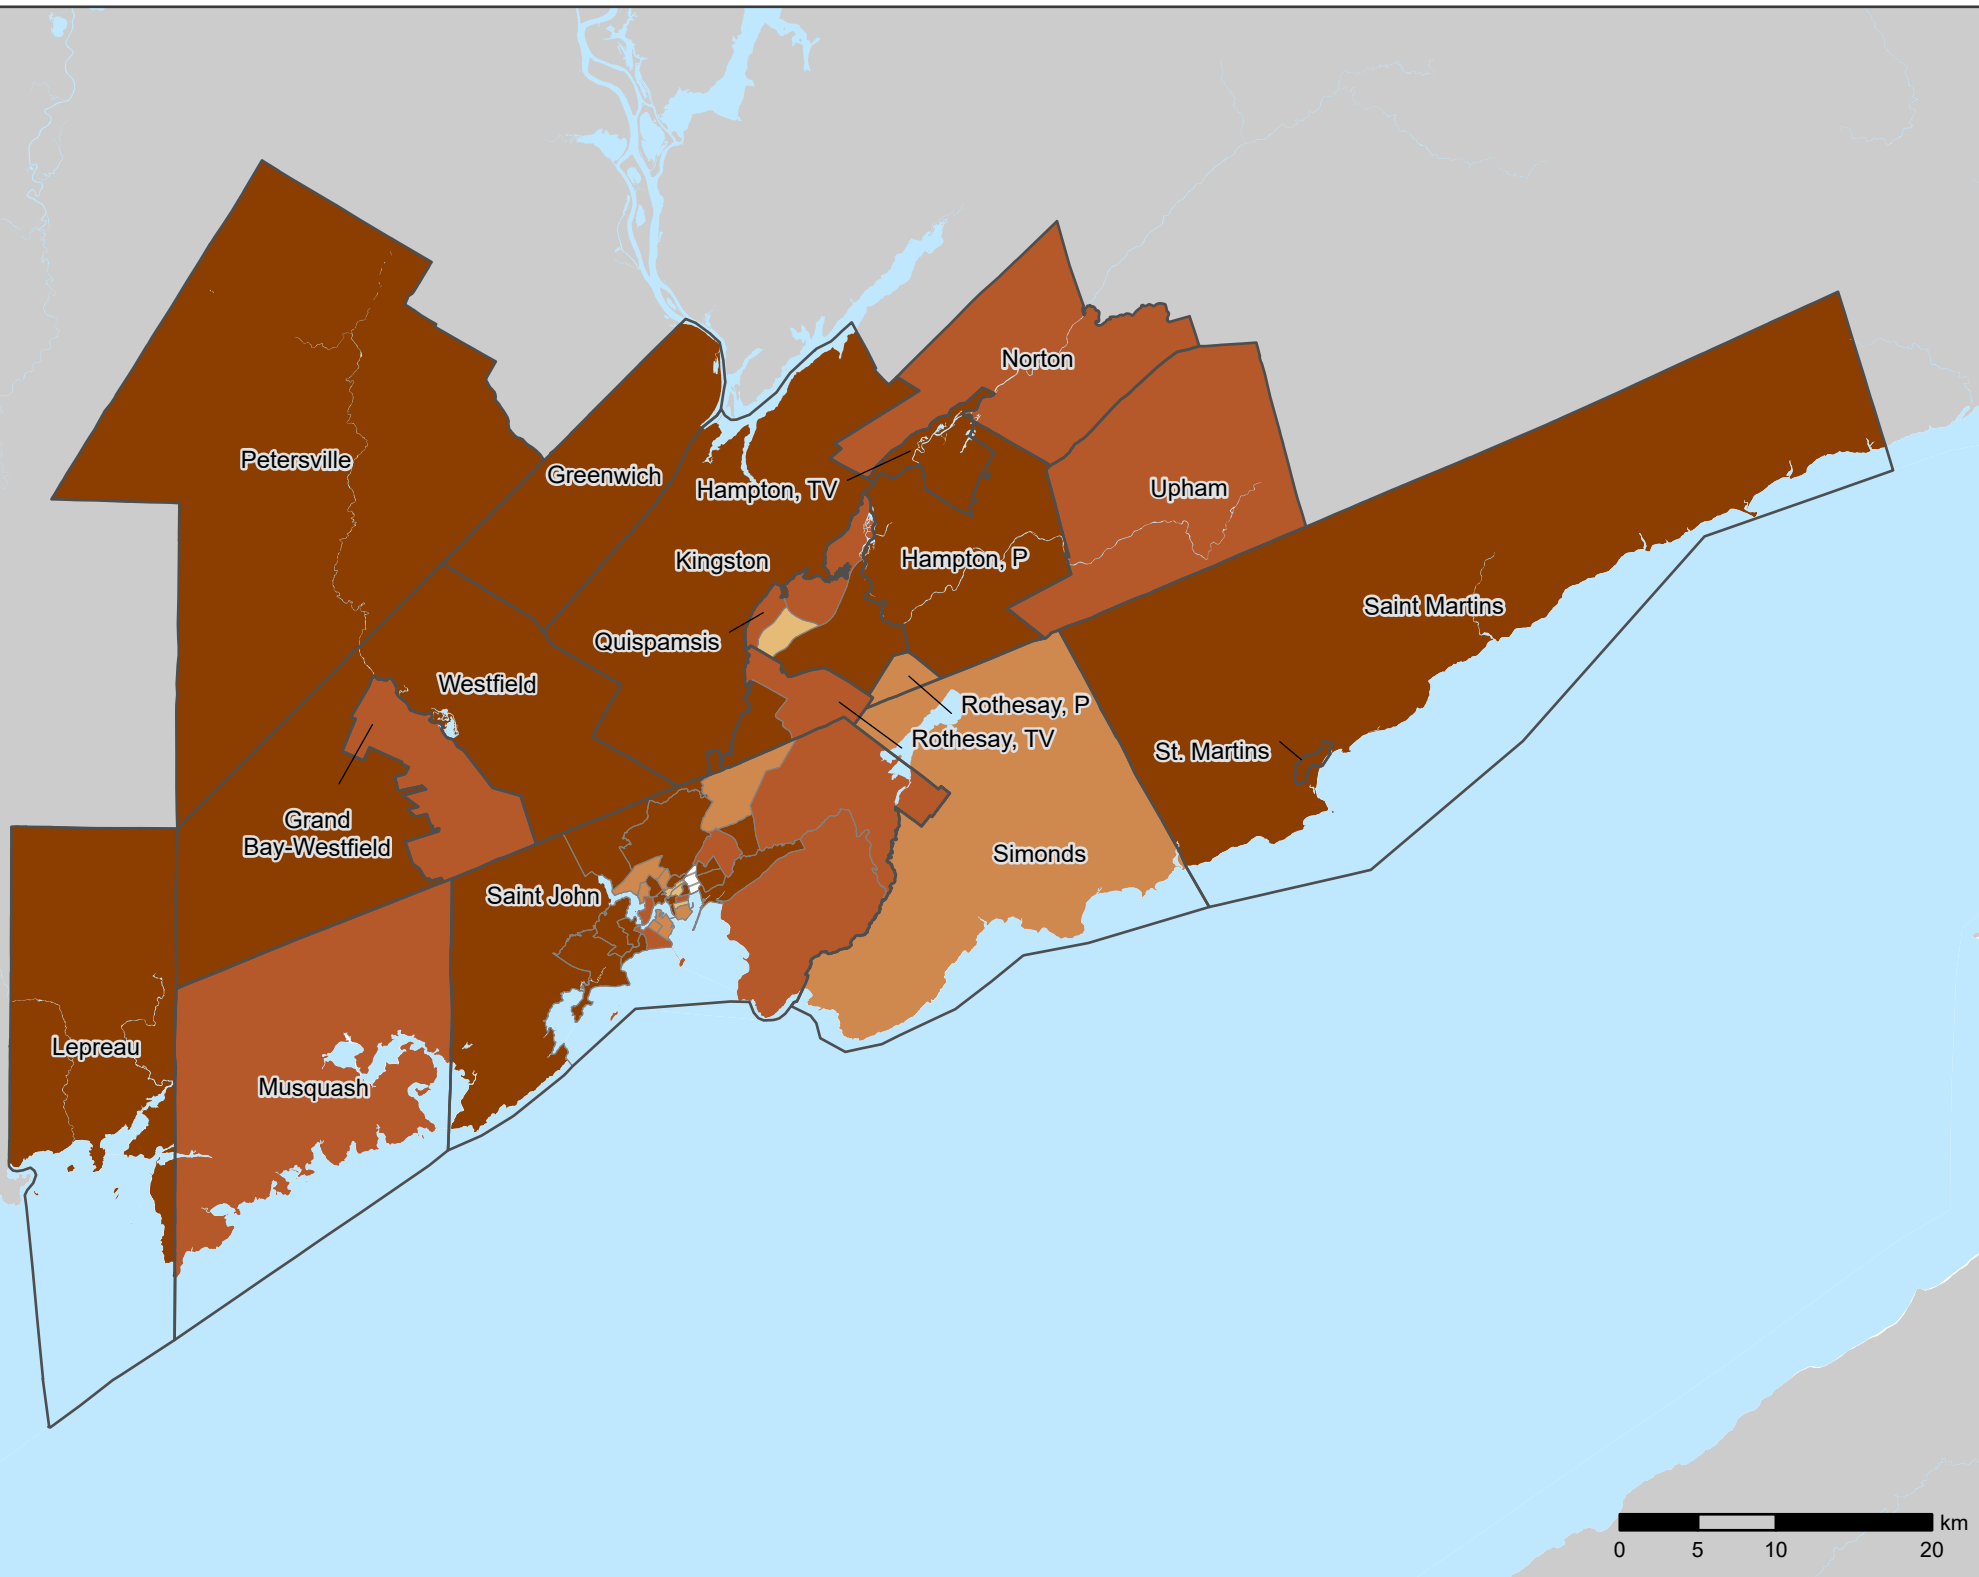 Norton
Petersville
Greenwich
Hampton, TV
Upham
Kingston
Hampton, P
Saint Martins
Quispamsis
Westfield
Rothesay, P
Rothesay, TV
St. Martins
Grand
Bay-Westfield
Simonds
Saint John
Lepreau
Musquash
km
0 5 10 20